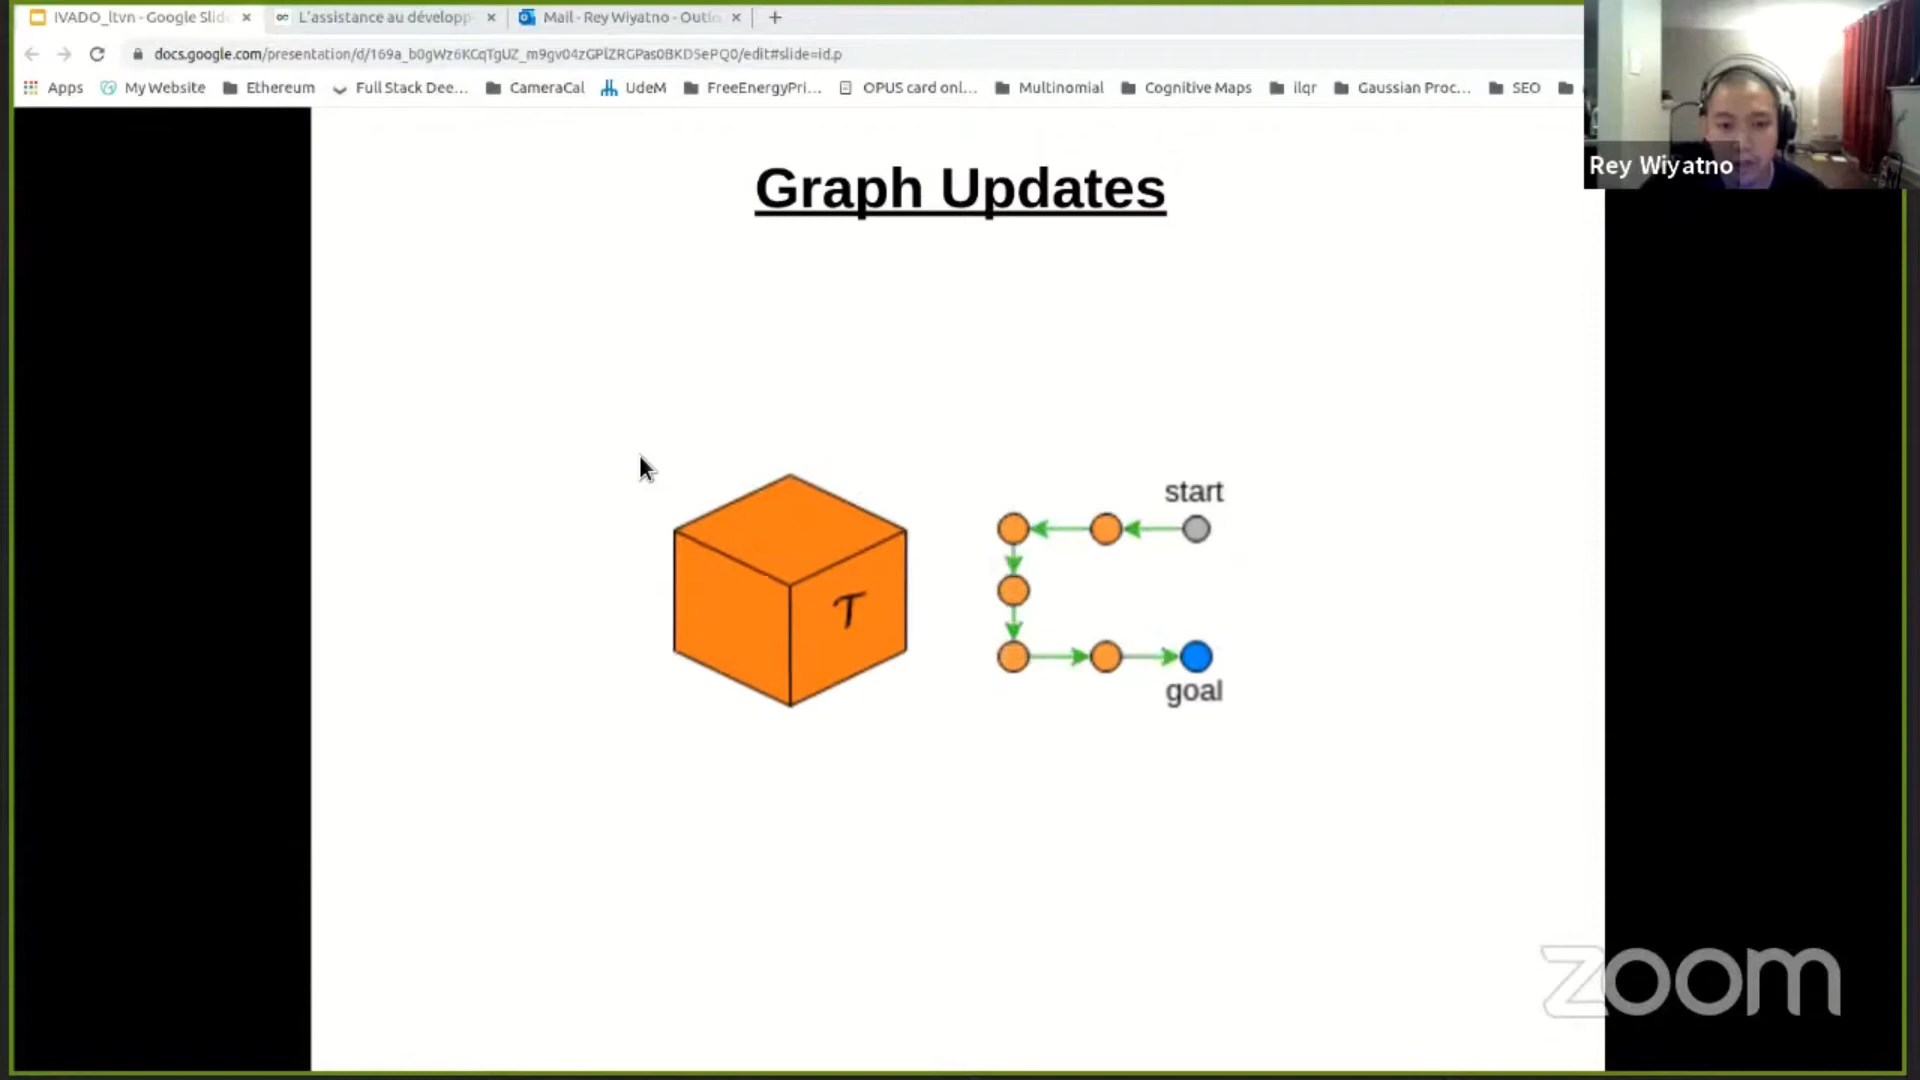 IVADO_ltvn - Google Slid
L'assistance au développ
Mail - Rey Wiyatno - Outlo
docs.google.com/presentation/d/169a_b0gWz6KCqTgUZ_m9gv04zGPlZRGPas0BKD5ePQ0/edit#slide=id.p
Apps
My Website
Ethereum
Full Stack Dee...
CameraCal
UdeM
FreeEnergyPri...
OPUS card onl...
Multinomial
Cognitive Maps
ilqr
Gaussian Proc...
SEO
Rey Wiyatno
Graph Updates
start
T
goal
zoom